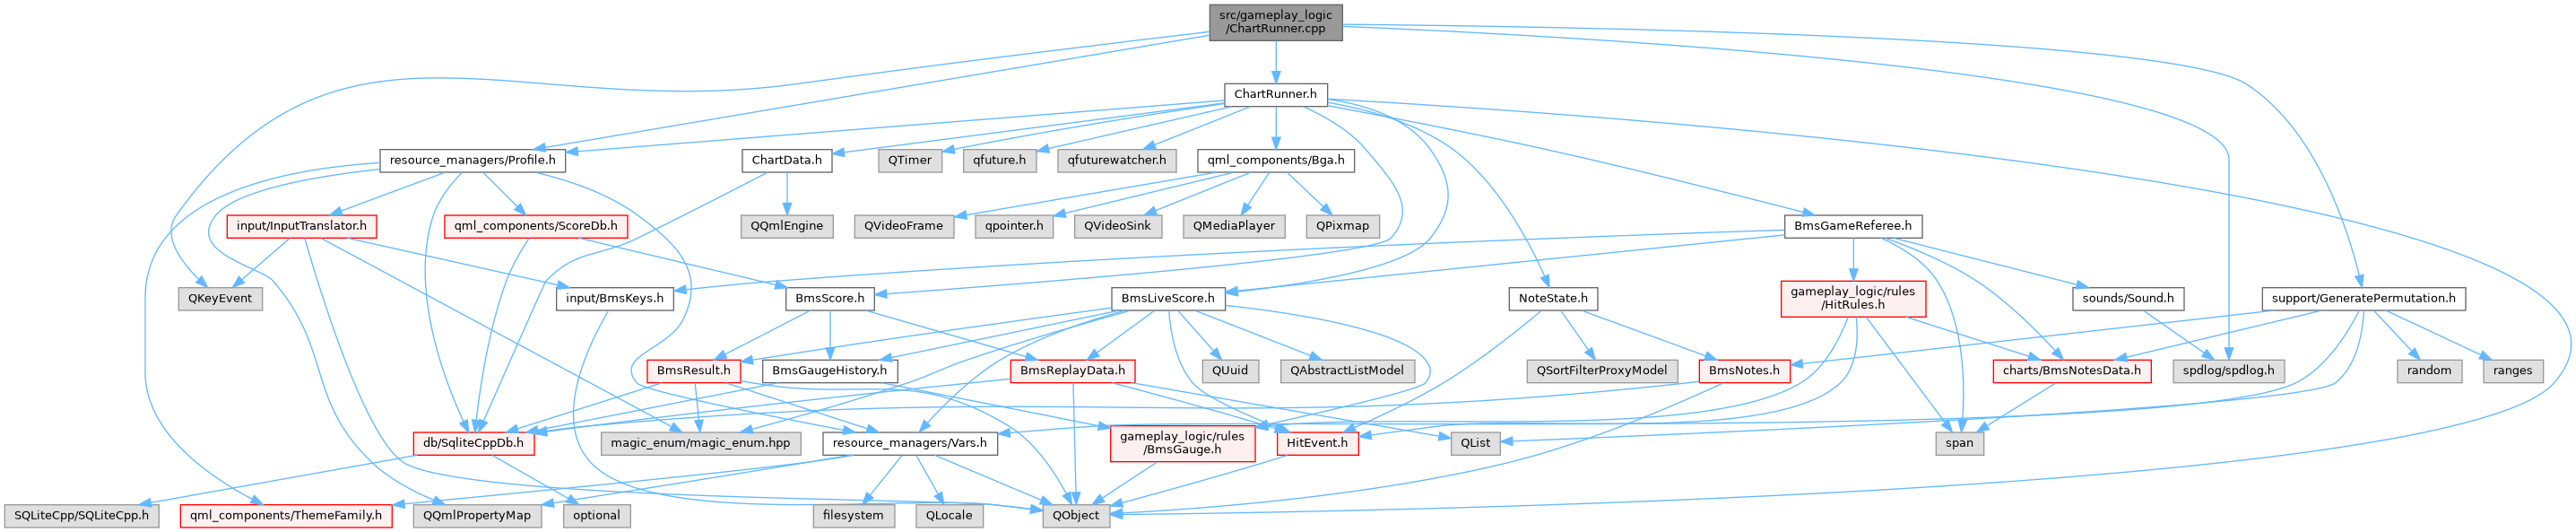 src/gameplay_logic
/ChartRunner.cpp
ChartRunner.h
resource_managers/Profile.h
ChartData.h
QTimer
qfuture.h
qfuturewatcher.h
qml_components/Bga.h
input/InputTranslator.h
qml_components/ScoreDb.h
QQmlEngine
QVideoFrame
qpointer.h
QVideoSink
QMediaPlayer
QPixmap
BmsGameReferee.h
QKeyEvent
input/BmsKeys.h
BmsScore.h
BmsLiveScore.h
NoteState.h
gameplay_logic/rules
/HitRules.h
sounds/Sound.h
support/GeneratePermutation.h
BmsResult.h
BmsGaugeHistory.h
BmsReplayData.h
QUuid
QAbstractListModel
QSortFilterProxyModel
BmsNotes.h
charts/BmsNotesData.h
spdlog/spdlog.h
random
ranges
db/SqliteCppDb.h
magic_enum/magic_enum.hpp
resource_managers/Vars.h
gameplay_logic/rules
/BmsGauge.h
HitEvent.h
QList
span
SQLiteCpp/SQLiteCpp.h
qml_components/ThemeFamily.h
QQmlPropertyMap
optional
filesystem
QLocale
QObject